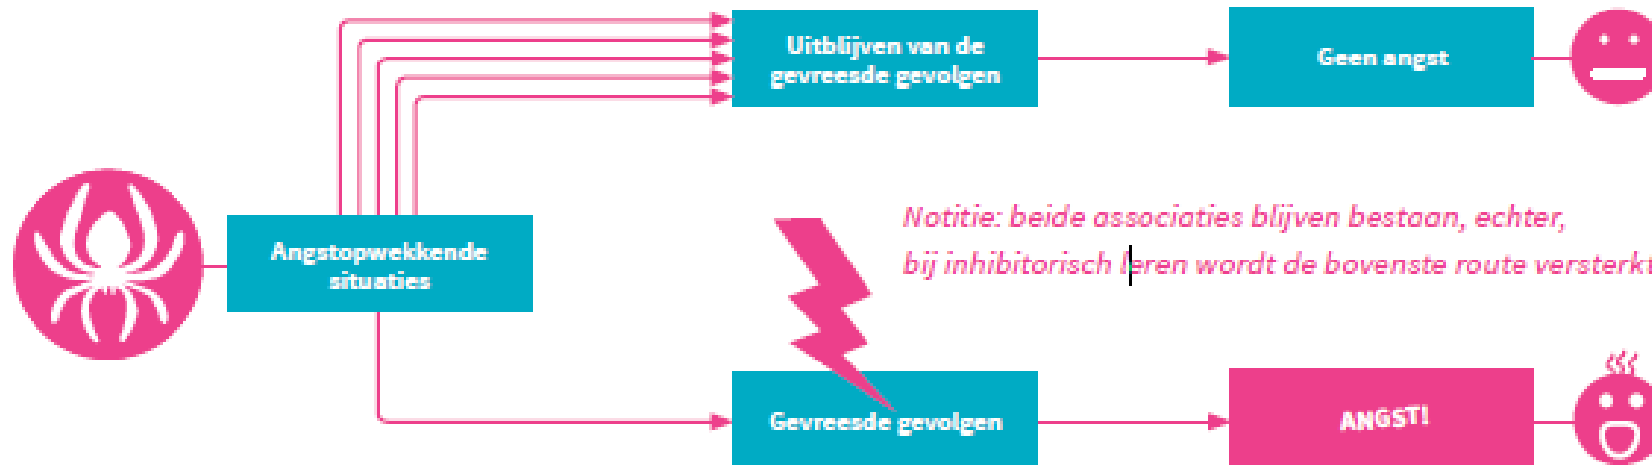 Uitblijven van de
gevreesde gevolgen
Geen angst
Angstopwekkende
situaties
Notitie: beide associaties blijven bestaan, echter,
bij inhibitorisch leren wordt de bovenste route versterkt
Gevreesde gevolgen
ANGST!